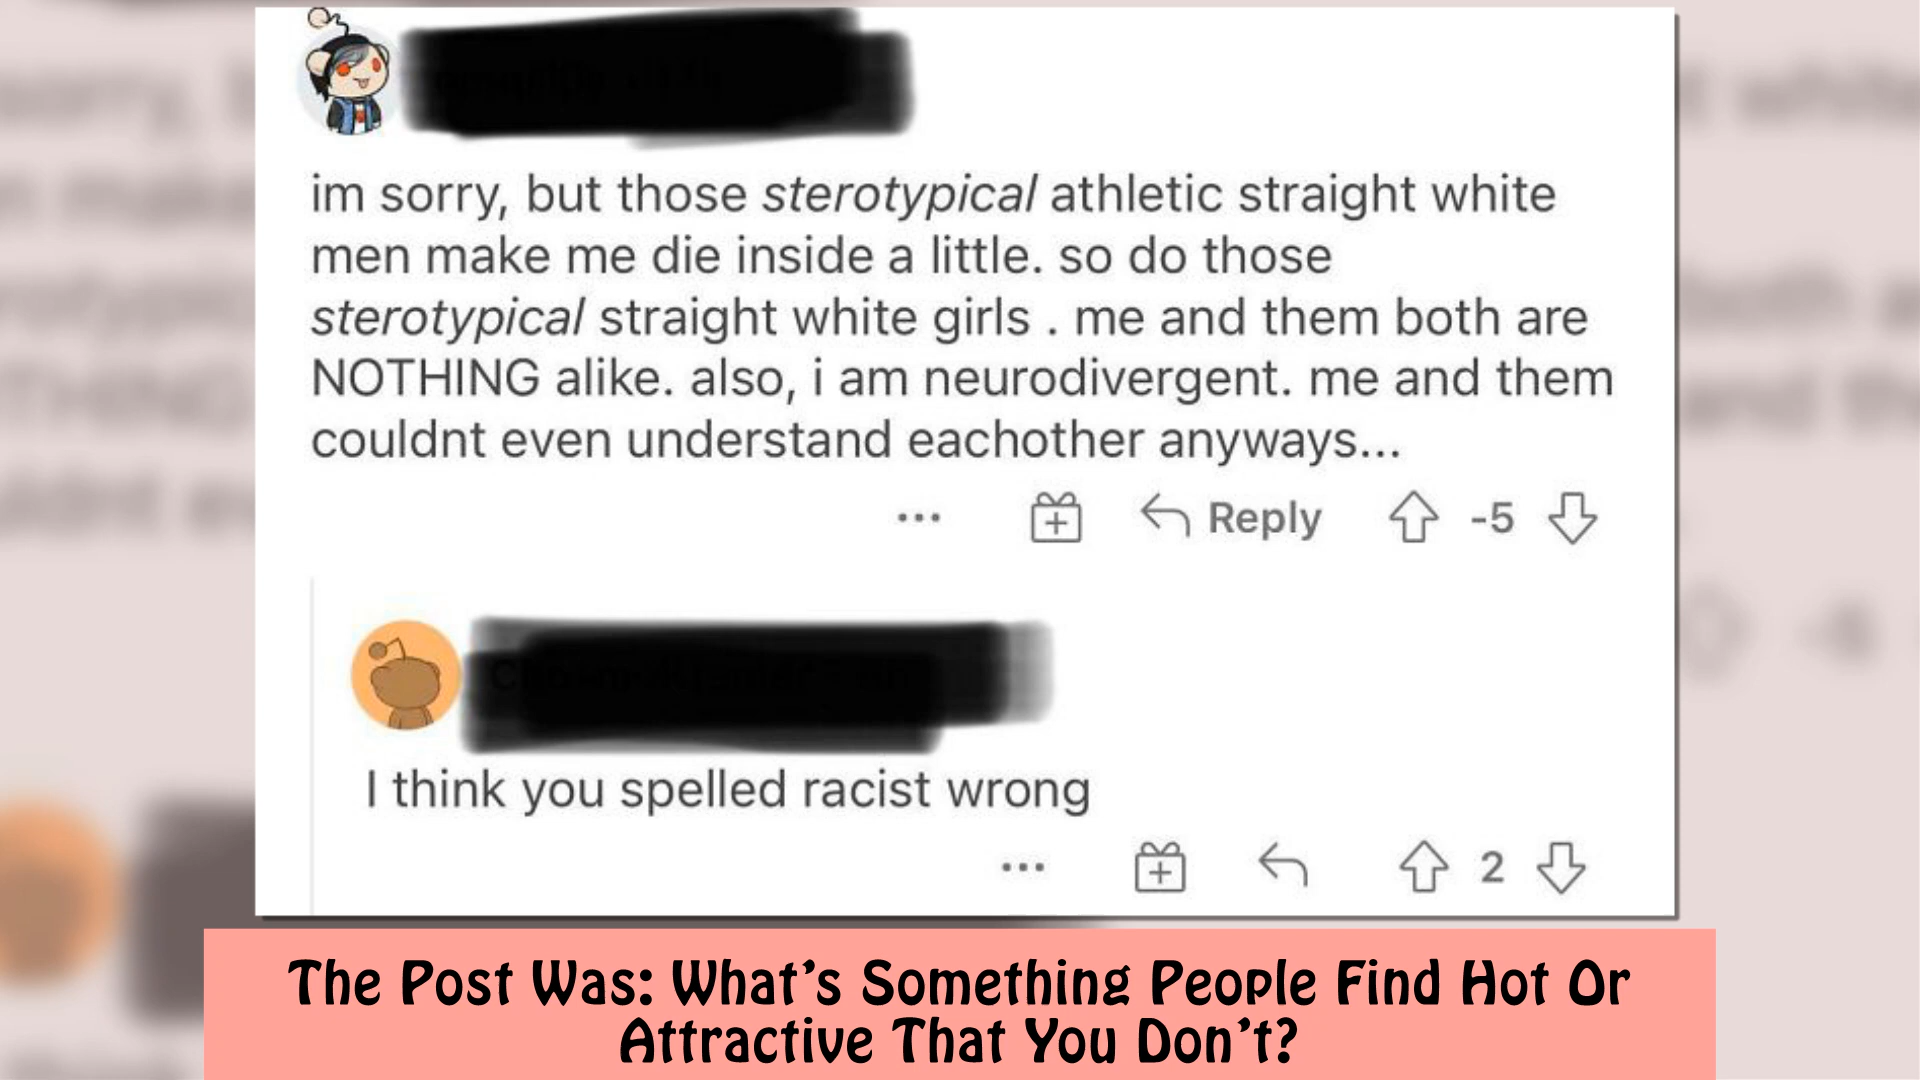 im sorry, but those sterotypical athletic straight white
men make me die inside a little. so do those
sterotypical straight white girls . me and them both are
NOTHING alike. also, i am neurodivergent. me and them
couldnt even understand eachother anyways...
... Reply -5
I think you spelled racist wrong
... 2
The Post Was: What's Something People Find Hot Or
Attractive That You Don't?